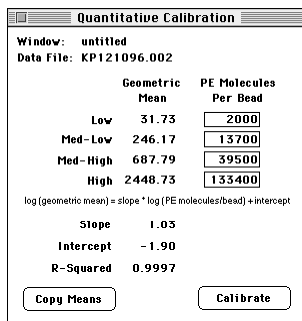 Quantitative Calibration
Window: untitled
Data File: KP121096.002
Geometric Mean PE Molecules Per Bead
Low 31.73 2000
Med-Low 246.17 13700
Med-High 687.79 39500
High 2448.73 133400
log (geometric mean) = slope * log (PE molecules/bead) + intercept
Slope 1.03
Intercept -1.90
R-Squared 0.9997
Copy Means Calibrate